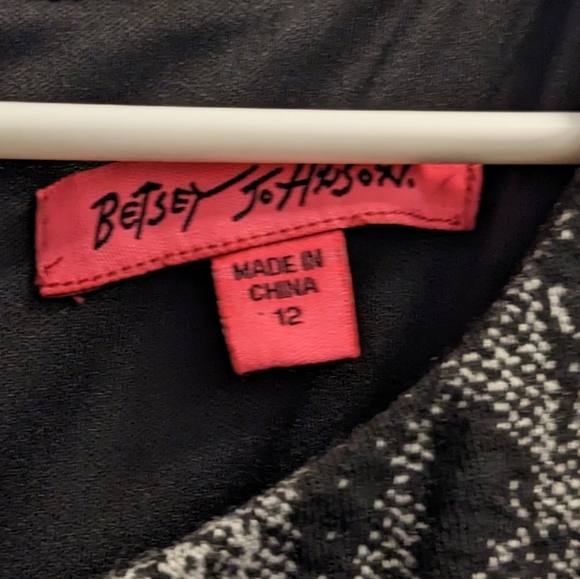 BETSEY JOHNSON.
MADE IN
CHINA
12